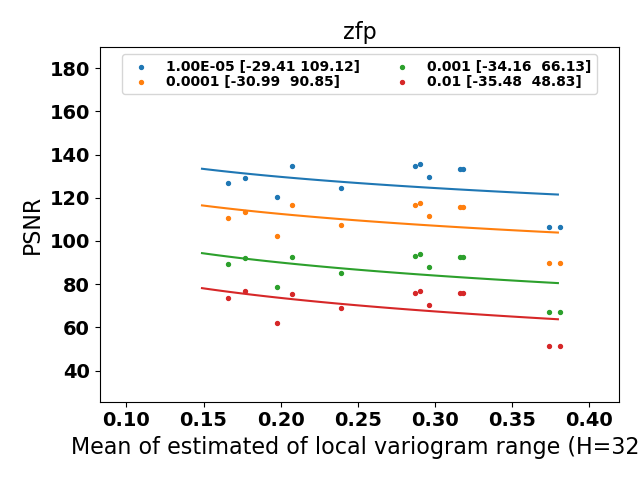 zfp
1.00E-05 [-29.41 109.12]
0.0001 [-30.99  90.85]
0.001 [-34.16  66.13]
0.01 [-35.48  48.83]
PSNR
180
160
140
120
100
80
60
40
0.10 0.15 0.20 0.25 0.30 0.35 0.40
Mean of estimated of local variogram range (H=32